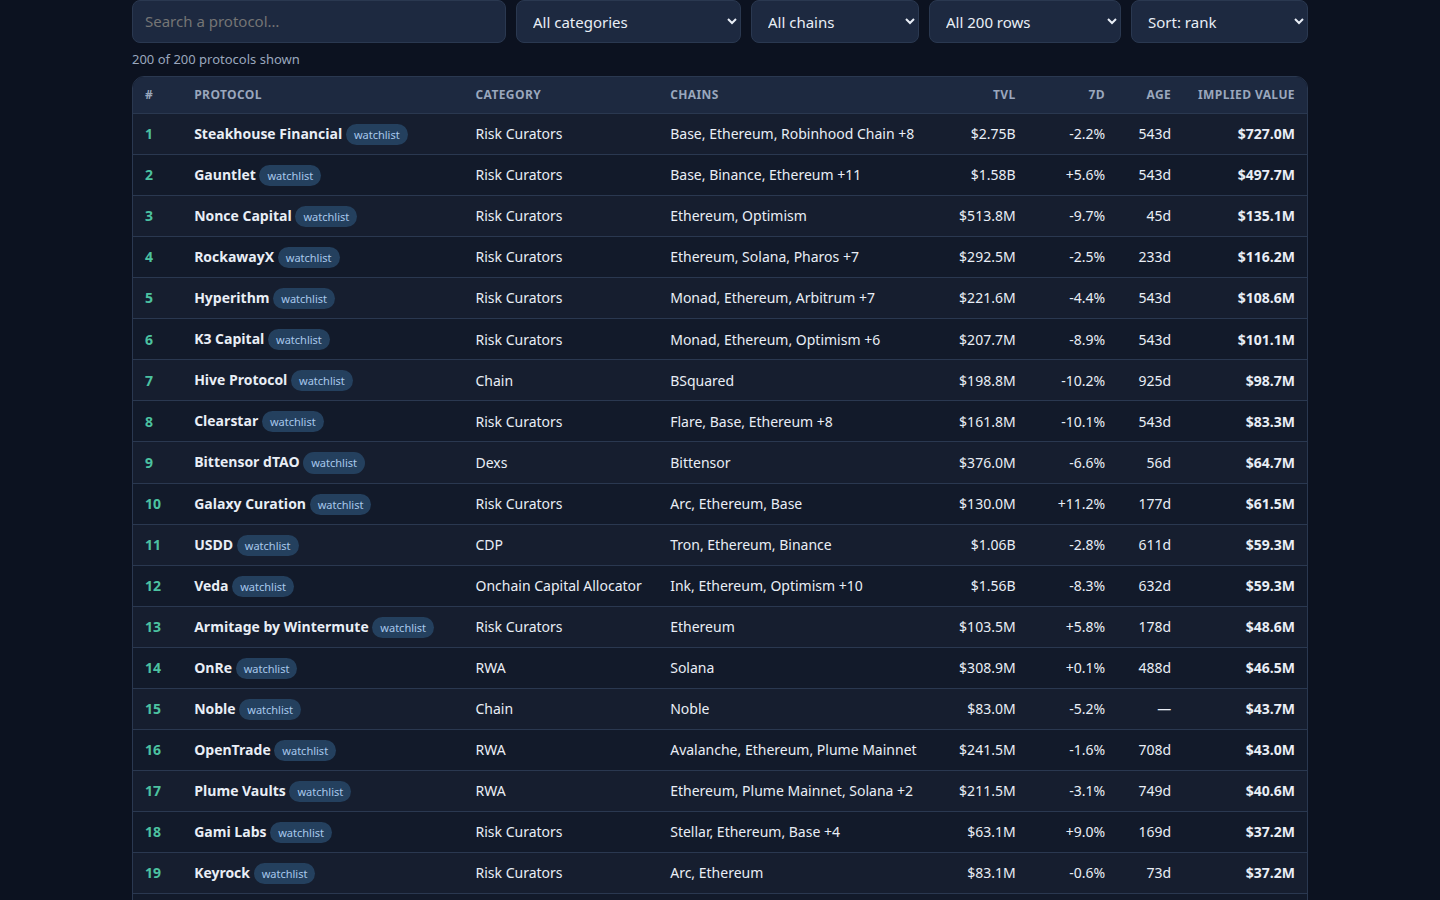 Search a protocol... All categories All chains All 200 rows Sort: rank
200 of 200 protocols shown
# PROTOCOL CATEGORY CHAINS TVL 7D AGE IMPLIED VALUE
1 Steakhouse Financial watchlist Risk Curators Base, Ethereum, Robinhood Chain +8 $2.75B -2.2% 543d $727.0M
2 Gauntlet watchlist Risk Curators Base, Binance, Ethereum +11 $1.58B +5.6% 543d $497.7M
3 Nonce Capital watchlist Risk Curators Ethereum, Optimism $513.8M -9.7% 45d $135.1M
4 RockawayX watchlist Risk Curators Ethereum, Solana, Pharos +7 $292.5M -2.5% 233d $116.2M
5 Hyperithm watchlist Risk Curators Monad, Ethereum, Arbitrum +7 $221.6M -4.4% 543d $108.6M
6 K3 Capital watchlist Risk Curators Monad, Ethereum, Optimism +6 $207.7M -8.9% 543d $101.1M
7 Hive Protocol watchlist Chain BSquared $198.8M -10.2% 925d $98.7M
8 Clearstar watchlist Risk Curators Flare, Base, Ethereum +8 $161.8M -10.1% 543d $83.3M
9 Bittensor dTAO watchlist Dexs Bittensor $376.0M -6.6% 56d $64.7M
10 Galaxy Curation watchlist Risk Curators Arc, Ethereum, Base $130.0M +11.2% 177d $61.5M
11 USDD watchlist CDP Tron, Ethereum, Binance $1.06B -2.8% 611d $59.3M
12 Veda watchlist Onchain Capital Allocator Ink, Ethereum, Optimism +10 $1.56B -8.3% 632d $59.3M
13 Armitage by Wintermute watchlist Risk Curators Ethereum $103.5M +5.8% 178d $48.6M
14 OnRe watchlist RWA Solana $308.9M +0.1% 488d $46.5M
15 Noble watchlist Chain Noble $83.0M -5.2% — $43.7M
16 OpenTrade watchlist RWA Avalanche, Ethereum, Plume Mainnet $241.5M -1.6% 708d $43.0M
17 Plume Vaults watchlist RWA Ethereum, Plume Mainnet, Solana +2 $211.5M -3.1% 749d $40.6M
18 Gami Labs watchlist Risk Curators Stellar, Ethereum, Base +4 $63.1M +9.0% 169d $37.2M
19 Keyrock watchlist Risk Curators Arc, Ethereum $83.1M -0.6% 73d $37.2M